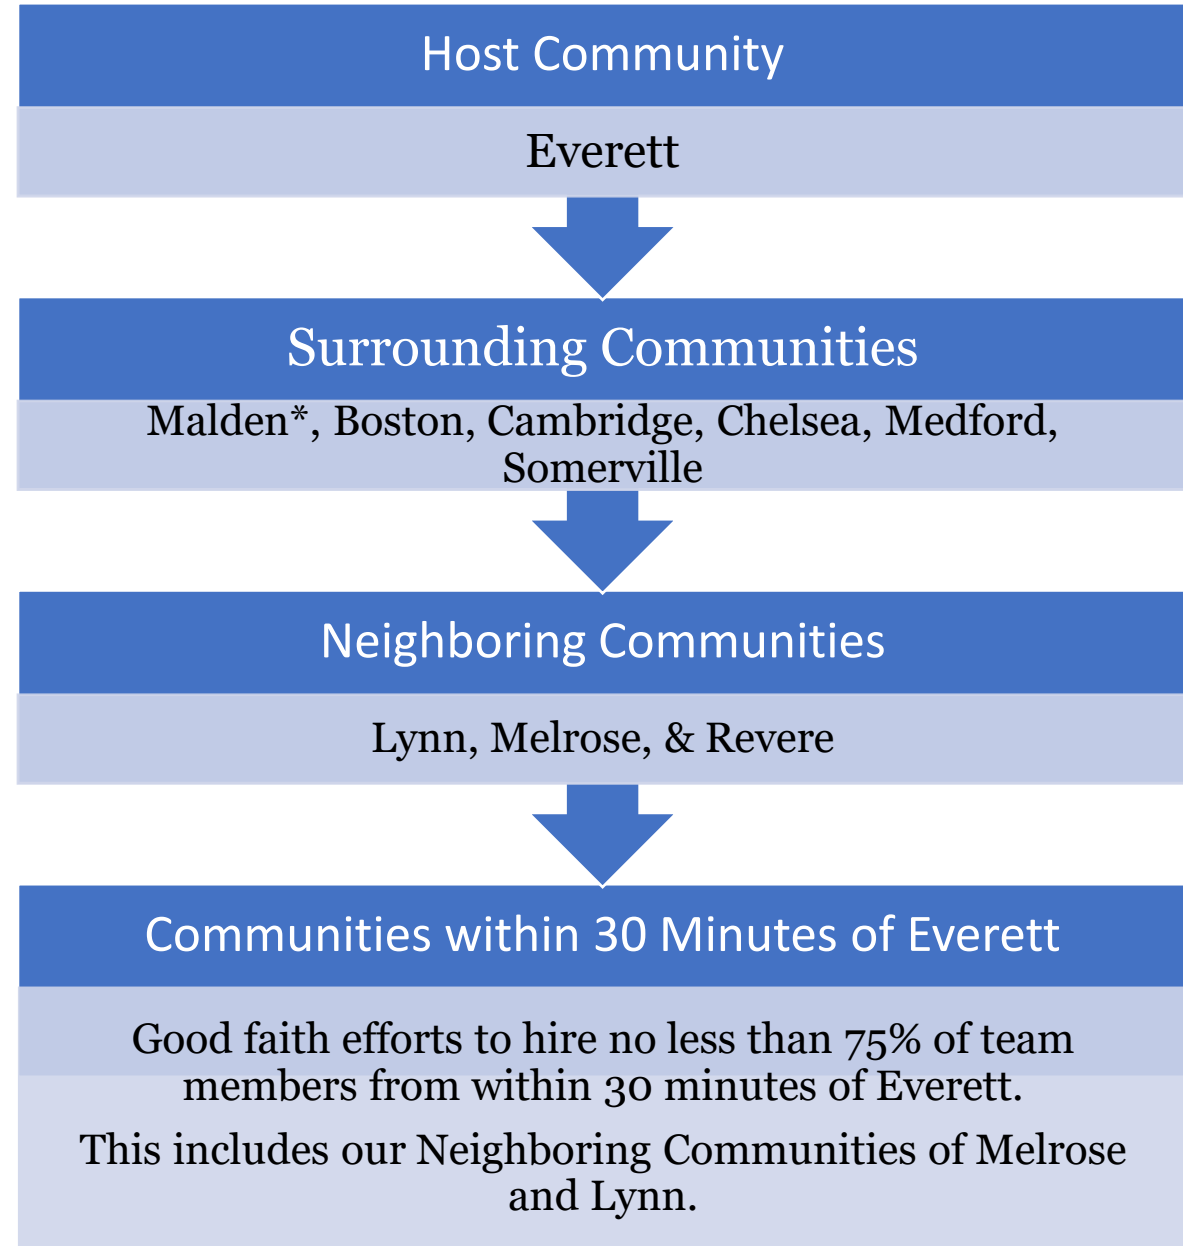 Host Community
Everett
Surrounding Communities
Malden*, Boston, Cambridge, Chelsea, Medford,
Somerville
Neighboring Communities
Lynn, Melrose, & Revere
Communities within 30 Minutes of Everett
Good faith efforts to hire no less than 75% of team
members from within 30 minutes of Everett.
This includes our Neighboring Communities of Melrose
and Lynn.